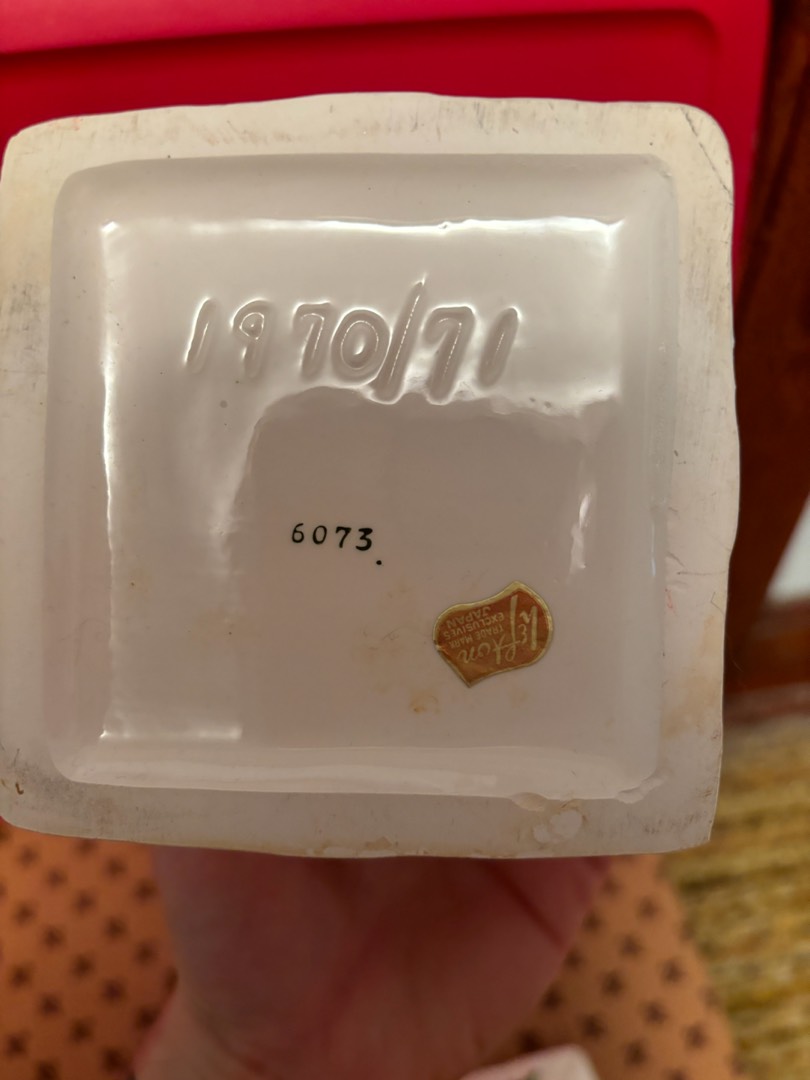 1970/71
6073.
Lefton
TRADE MARK
EXCLUSIVES
JAPAN